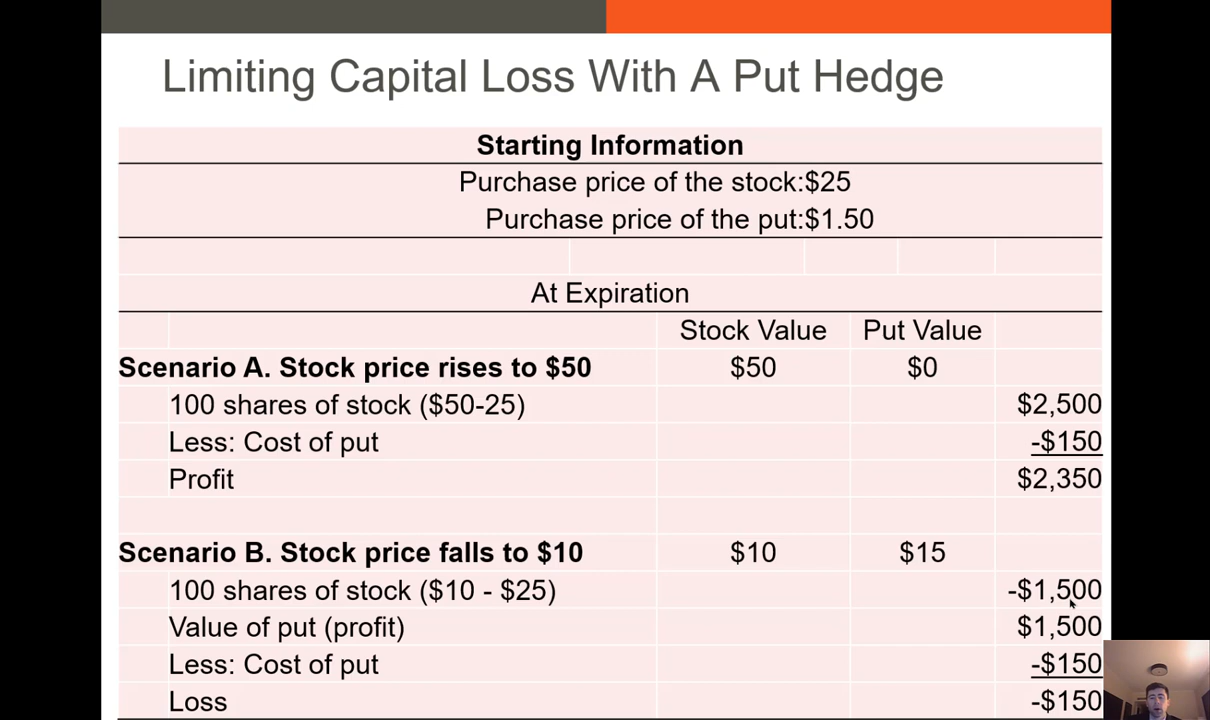 Limiting Capital Loss With A Put Hedge
Starting Information
Purchase price of the stock:$25
Purchase price of the put:$1.50
At Expiration
Stock Value Put Value
Scenario A. Stock price rises to $50 $50 $0
100 shares of stock ($50-25) $2,500
Less: Cost of put -$150
Profit $2,350
Scenario B. Stock price falls to $10 $10 $15
100 shares of stock ($10 - $25) -$1,500
Value of put (profit) $1,500
Less: Cost of put -$150
Loss -$150